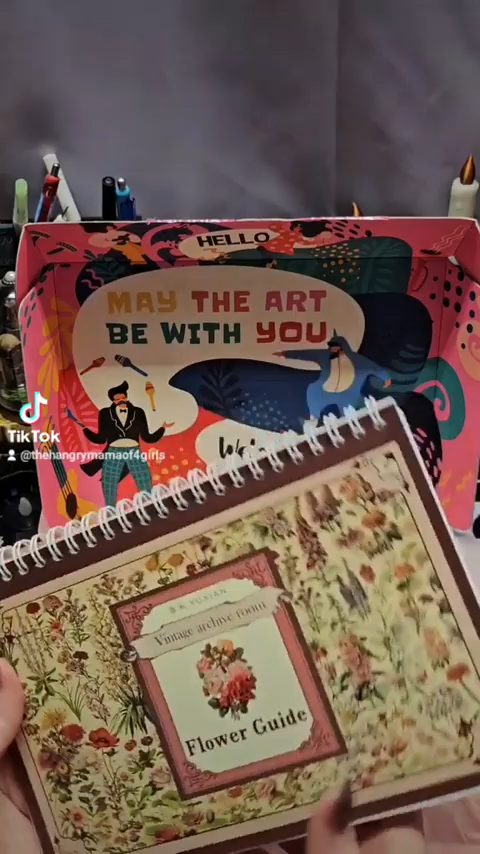 HELLO
MAY THE ART
BE WITH YOU
TikTok
@thehangrymamaof4girls
Vintage archive room
Flower Guide